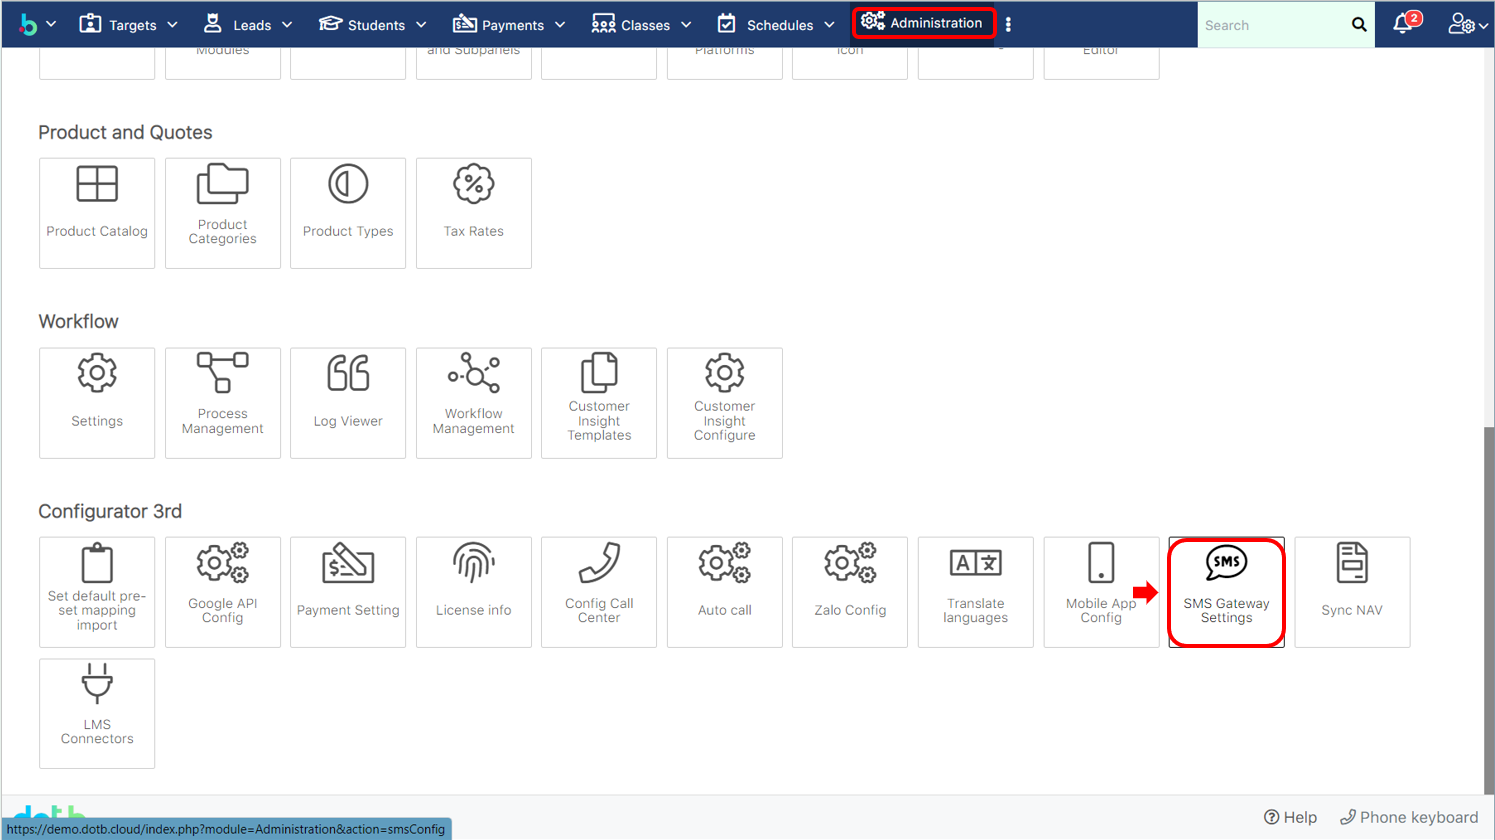 Targets
Leads
Students
Payments
Classes
Schedules
Administration
Search
2
Modules
and Subpanels
Platforms
Icon
Editor
Product and Quotes
Product Catalog
Product
Categories
Product Types
Tax Rates
Workflow
Settings
Process
Management
Log Viewer
Workflow
Management
Customer
Insight
Templates
Customer
Insight
Configure
Configurator 3rd
Set default pre-
set mapping
import
Google API
Config
Payment Setting
License info
Config Call
Center
Auto call
Zalo Config
A文
Translate
languages
Mobile App
Config
SMS
SMS Gateway
Settings
Sync NAV
LMS
Connectors
Help
Phone keyboard
https://demo.dotb.cloud/index.php?module=Administration&action=smsConfig